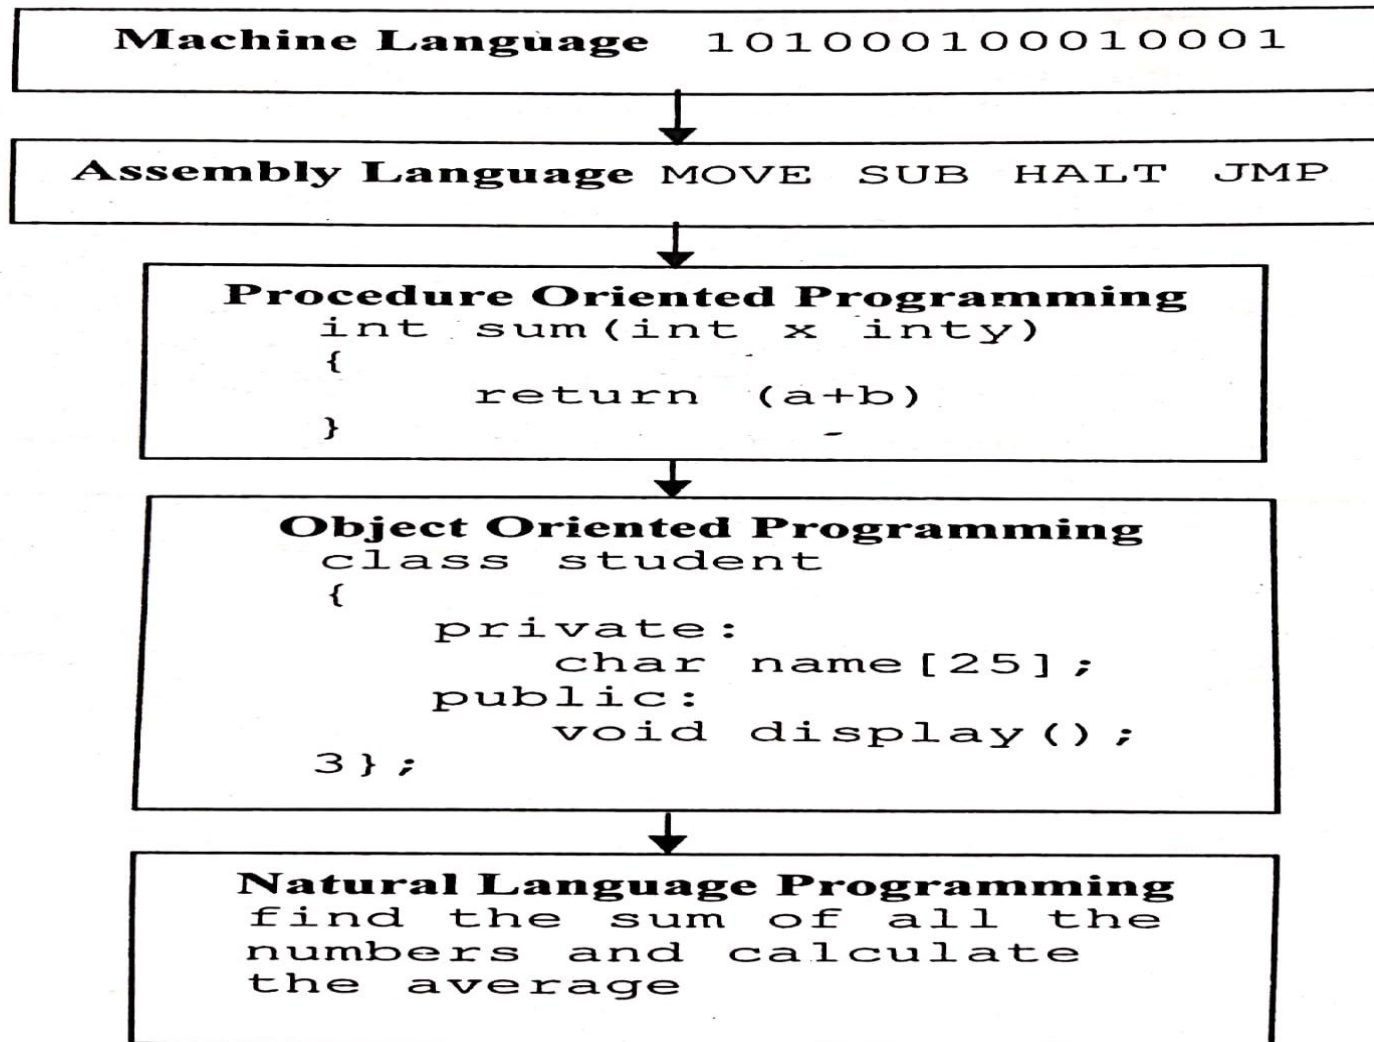 Machine Language 1010001000010001
Assembly Language MOVE SUB HALT JMP
Procedure Oriented Programming
int sum(int x inty)
{
return (a+b)
}
Object Oriented Programming
class student
{
private:
char name[25];
public:
void display();
3};
Natural Language Programming
find the sum of all the
numbers and calculate
the average